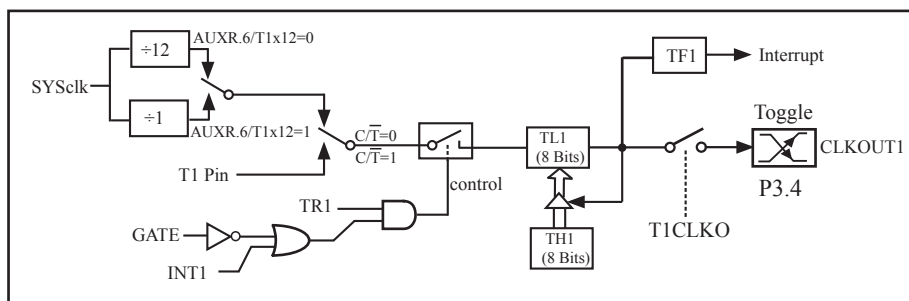 AUXR.6/T1x12=0
÷12
SYSclk
÷1
AUXR.6/T1x12=1
T1 Pin
C/T̅=0
C/T̅=1
control
TR1
GATE
INT1
TL1
(8 Bits)
TH1
(8 Bits)
TF1
Interrupt
Toggle
CLKOUT1
P3.4
T1CLKO